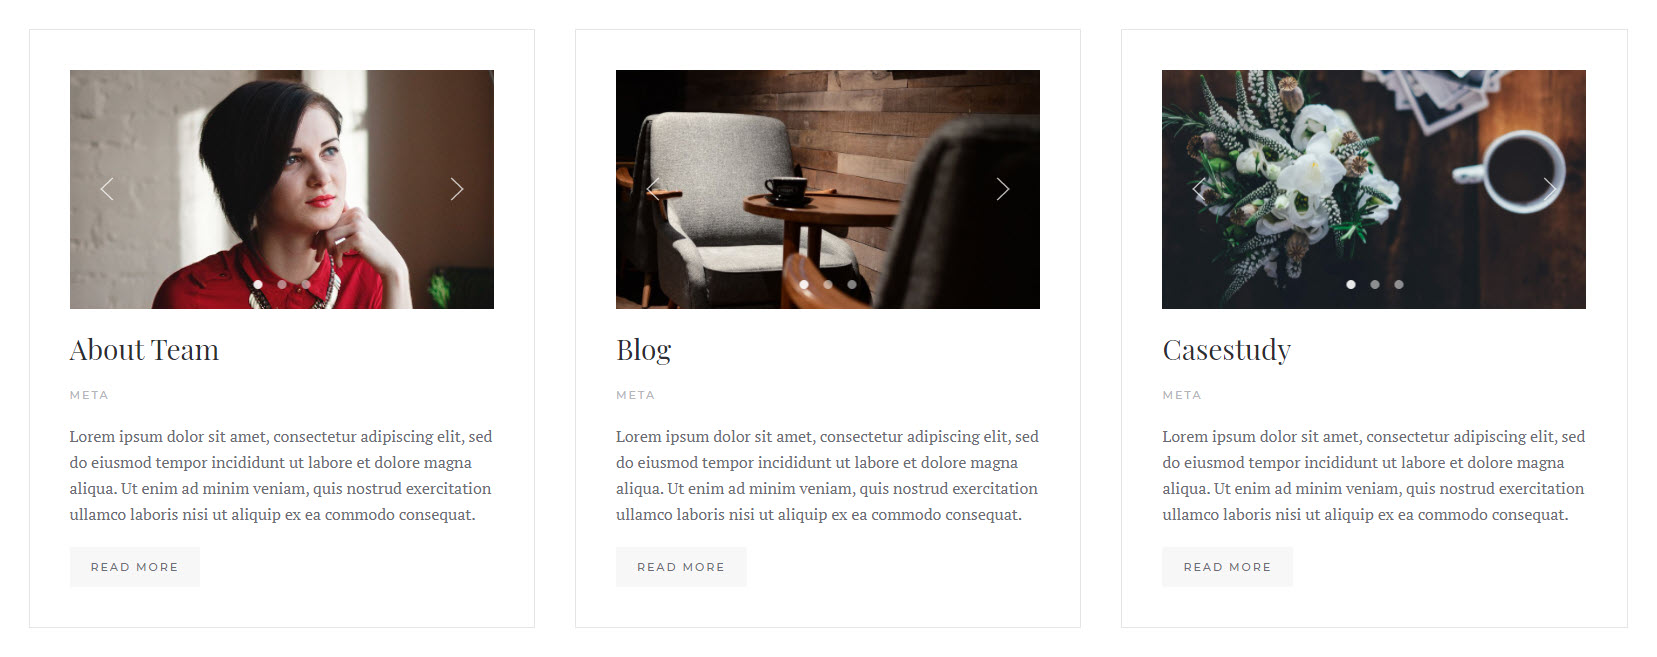 About Team
META
Lorem ipsum dolor sit amet, consectetur adipiscing elit, sed
do eiusmod tempor incididunt ut labore et dolore magna
aliqua. Ut enim ad minim veniam, quis nostrud exercitation
ullamco laboris nisi ut aliquip ex ea commodo consequat.
READ MORE
Blog
META
Lorem ipsum dolor sit amet, consectetur adipiscing elit, sed
do eiusmod tempor incididunt ut labore et dolore magna
aliqua. Ut enim ad minim veniam, quis nostrud exercitation
ullamco laboris nisi ut aliquip ex ea commodo consequat.
READ MORE
Casestudy
META
Lorem ipsum dolor sit amet, consectetur adipiscing elit, sed
do eiusmod tempor incididunt ut labore et dolore magna
aliqua. Ut enim ad minim veniam, quis nostrud exercitation
ullamco laboris nisi ut aliquip ex ea commodo consequat.
READ MORE